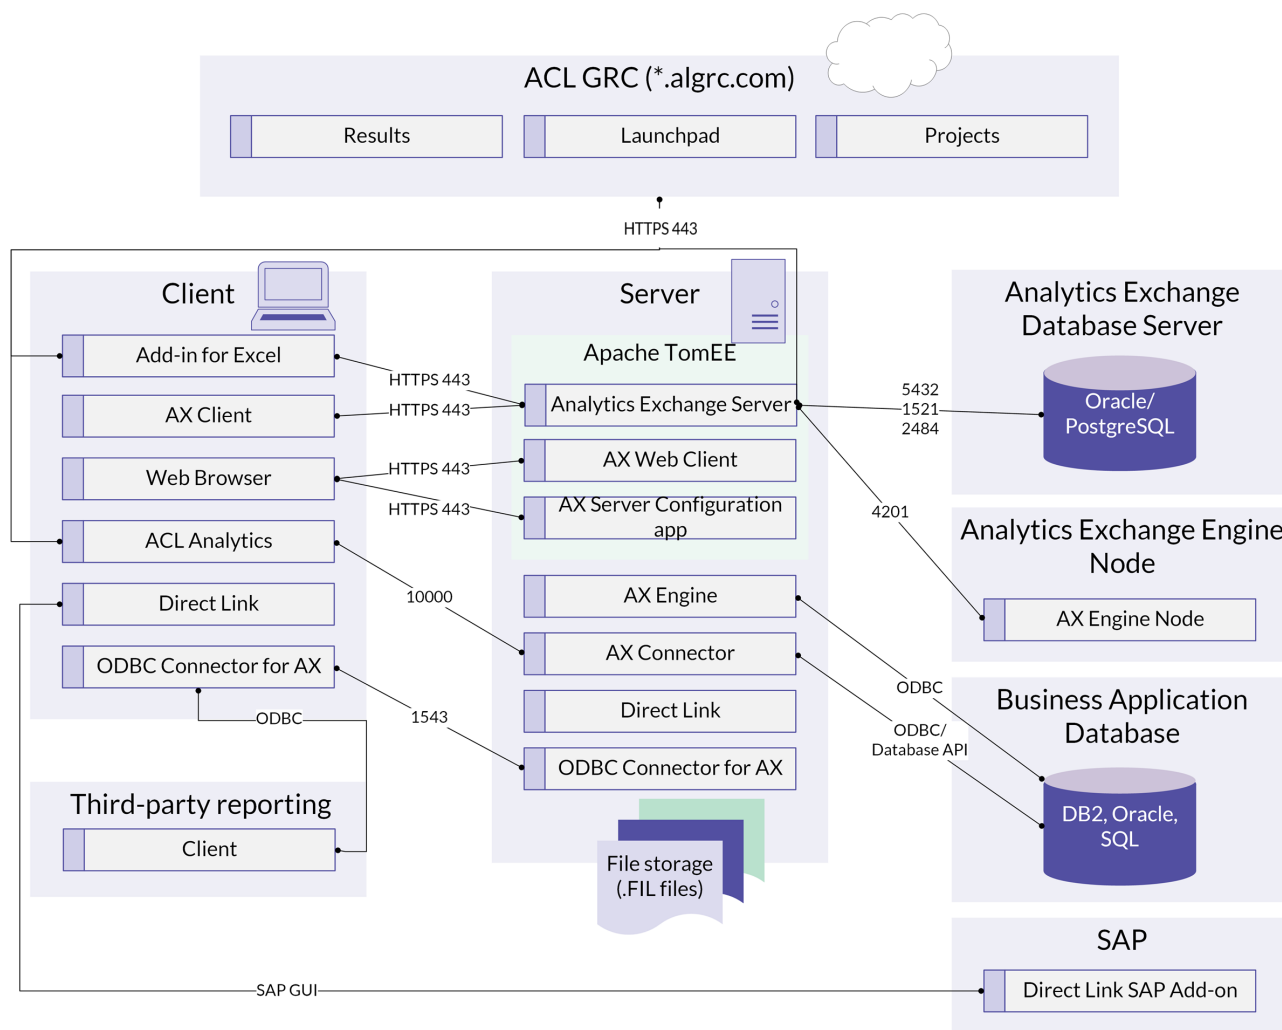 ACL GRC (*.algrc.com)
Results
Launchpad
Projects
HTTPS 443
Client
Add-in for Excel
AX Client
Web Browser
ACL Analytics
Direct Link
ODBC Connector for AX
HTTPS 443
HTTPS 443
HTTPS 443
HTTPS 443
10000
1543
ODBC
Third-party reporting
Client
Server
Apache TomEE
Analytics Exchange Server
AX Web Client
AX Server Configuration
app
AX Engine
AX Connector
Direct Link
ODBC Connector for AX
File storage
(.FIL files)
5432
1521
2484
4201
ODBC
ODBC/
Database API
Analytics Exchange
Database Server
Oracle/
PostgreSQL
Analytics Exchange Engine
Node
AX Engine Node
Business Application
Database
DB2, Oracle,
SQL
SAP
Direct Link SAP Add-on
SAP GUI